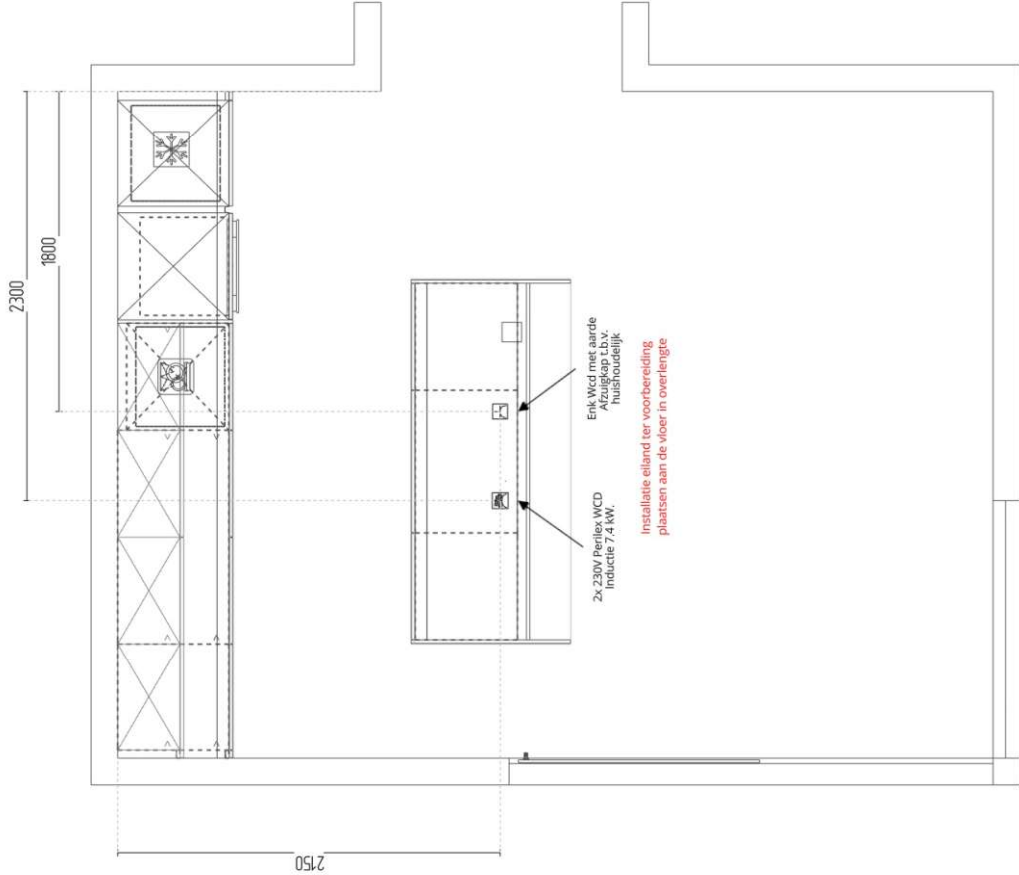 2300
1800
2150
2x 230V Perilex WCD
Inductie 7.4 kW.
Enk Wcd met aarde
Afzuigkap t.b.v.
huishoudelijk
Installatie eiland ter voorbereiding
plaatsen aan de vloer in overlengte